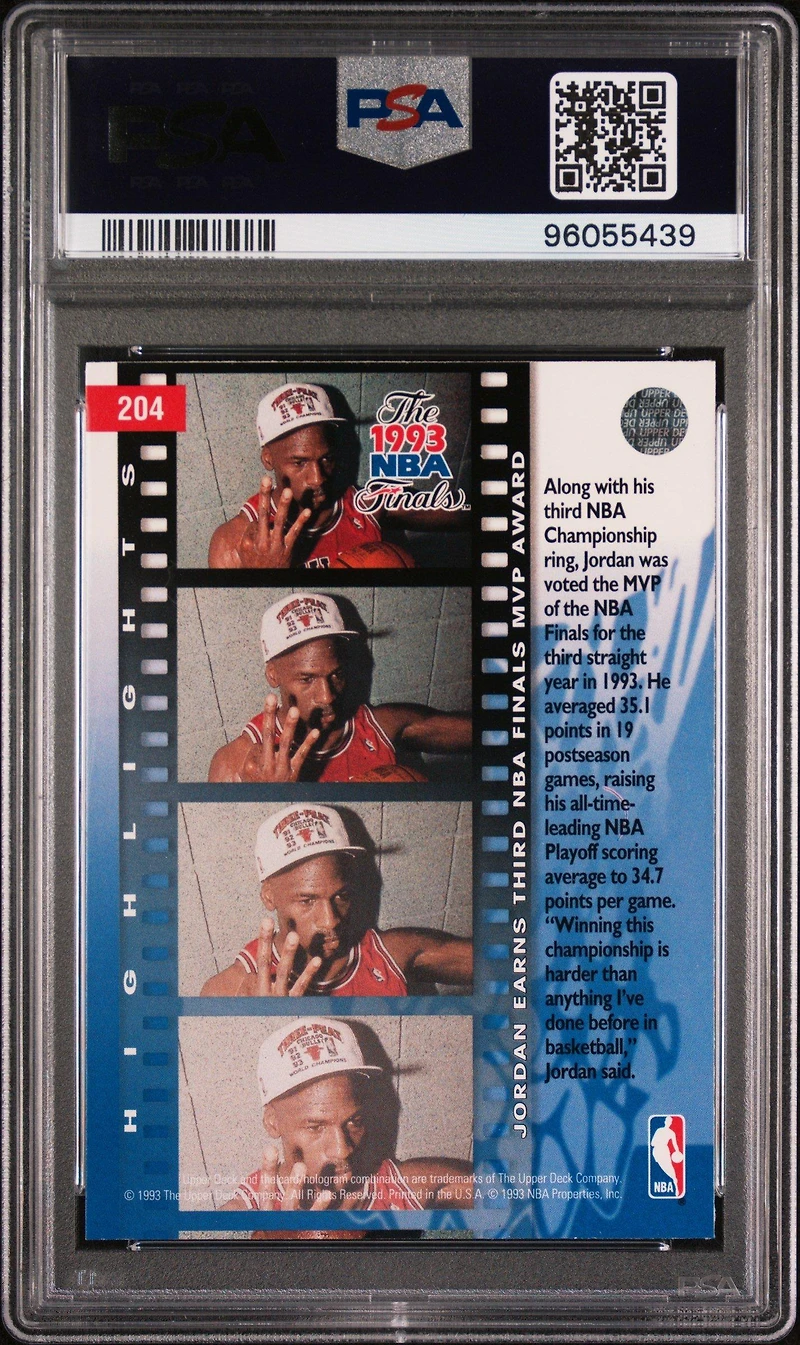 PSA
96055439
204
HIGHLIGHTS
The
1993
NBA
Finals™
JORDAN EARNS THIRD NBA FINALS MVP AWARD
Along with his
third NBA
Championship
ring, Jordan was
voted the MVP
of the NBA
Finals for the
third straight
year in 1993. He
averaged 35.1
points in 19
postseason
games, raising
his all-time-
leading NBA
Playoff scoring
average to 34.7
points per game.
“Winning this
championship is
harder than
anything I’ve
done before in
basketball,”
Jordan said.
NBA
Upper Deck and the card/hologram combination are trademarks of The Upper Deck Company.
© 1993 The Upper Deck Company. All Rights Reserved. Printed in the U.S.A. © 1993 NBA Properties, Inc.
PSA